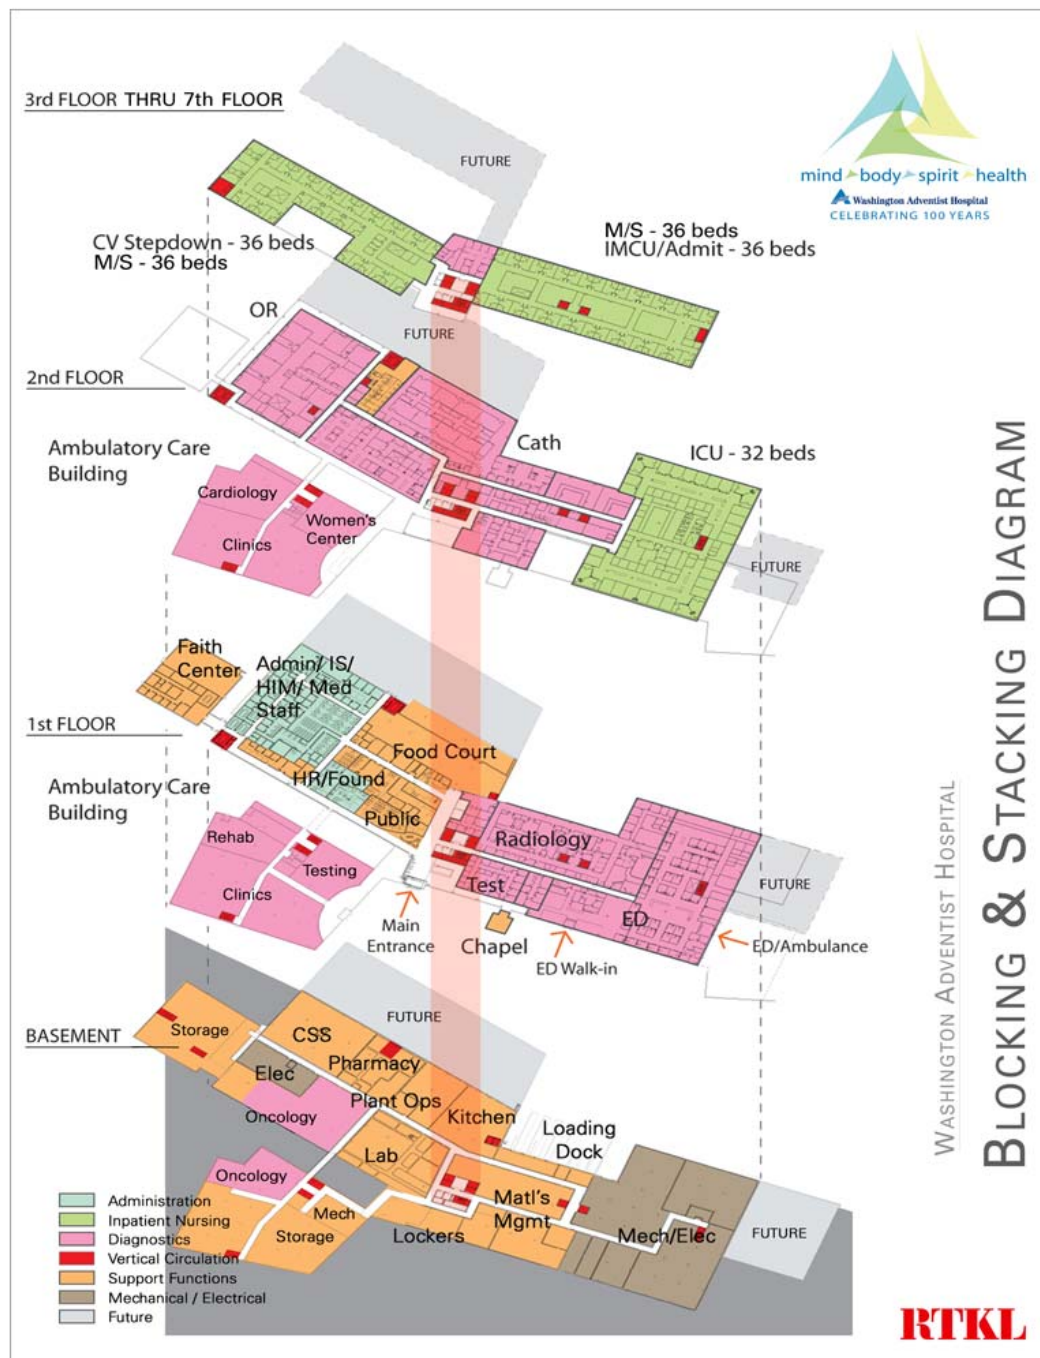 3rd FLOOR THRU 7th FLOOR
FUTURE
mind body spirit health
Washington Adventist Hospital
CELEBRATING 100 YEARS
CV Stepdown - 36 beds
M/S - 36 beds
M/S - 36 beds
IMCU/Admit - 36 beds
OR
FUTURE
2nd FLOOR
Cath
ICU - 32 beds
Ambulatory Care
Building
Cardiology
Women's
Center
Clinics
FUTURE
Faith
Center
Admin/ IS/
HIM/ Med
Staff
1st FLOOR
Food Court
HR/Found
Public
Ambulatory Care
Building
Rehab
Testing
Clinics
Radiology
Test
ED
FUTURE
Main
Entrance
Chapel
ED Walk-in
ED/Ambulance
BASEMENT
Storage
CSS
FUTURE
Pharmacy
Elec
Plant Ops
Oncology
Kitchen
Loading
Dock
Lab
Oncology
Matl's
Mgmt
Mech
Storage
Lockers
Mech/Elec
FUTURE
Administration
Inpatient Nursing
Diagnostics
Vertical Circulation
Support Functions
Mechanical / Electrical
Future
WASHINGTON ADVENTIST HOSPITAL
BLOCKING & STACKING DIAGRAM
RTKL